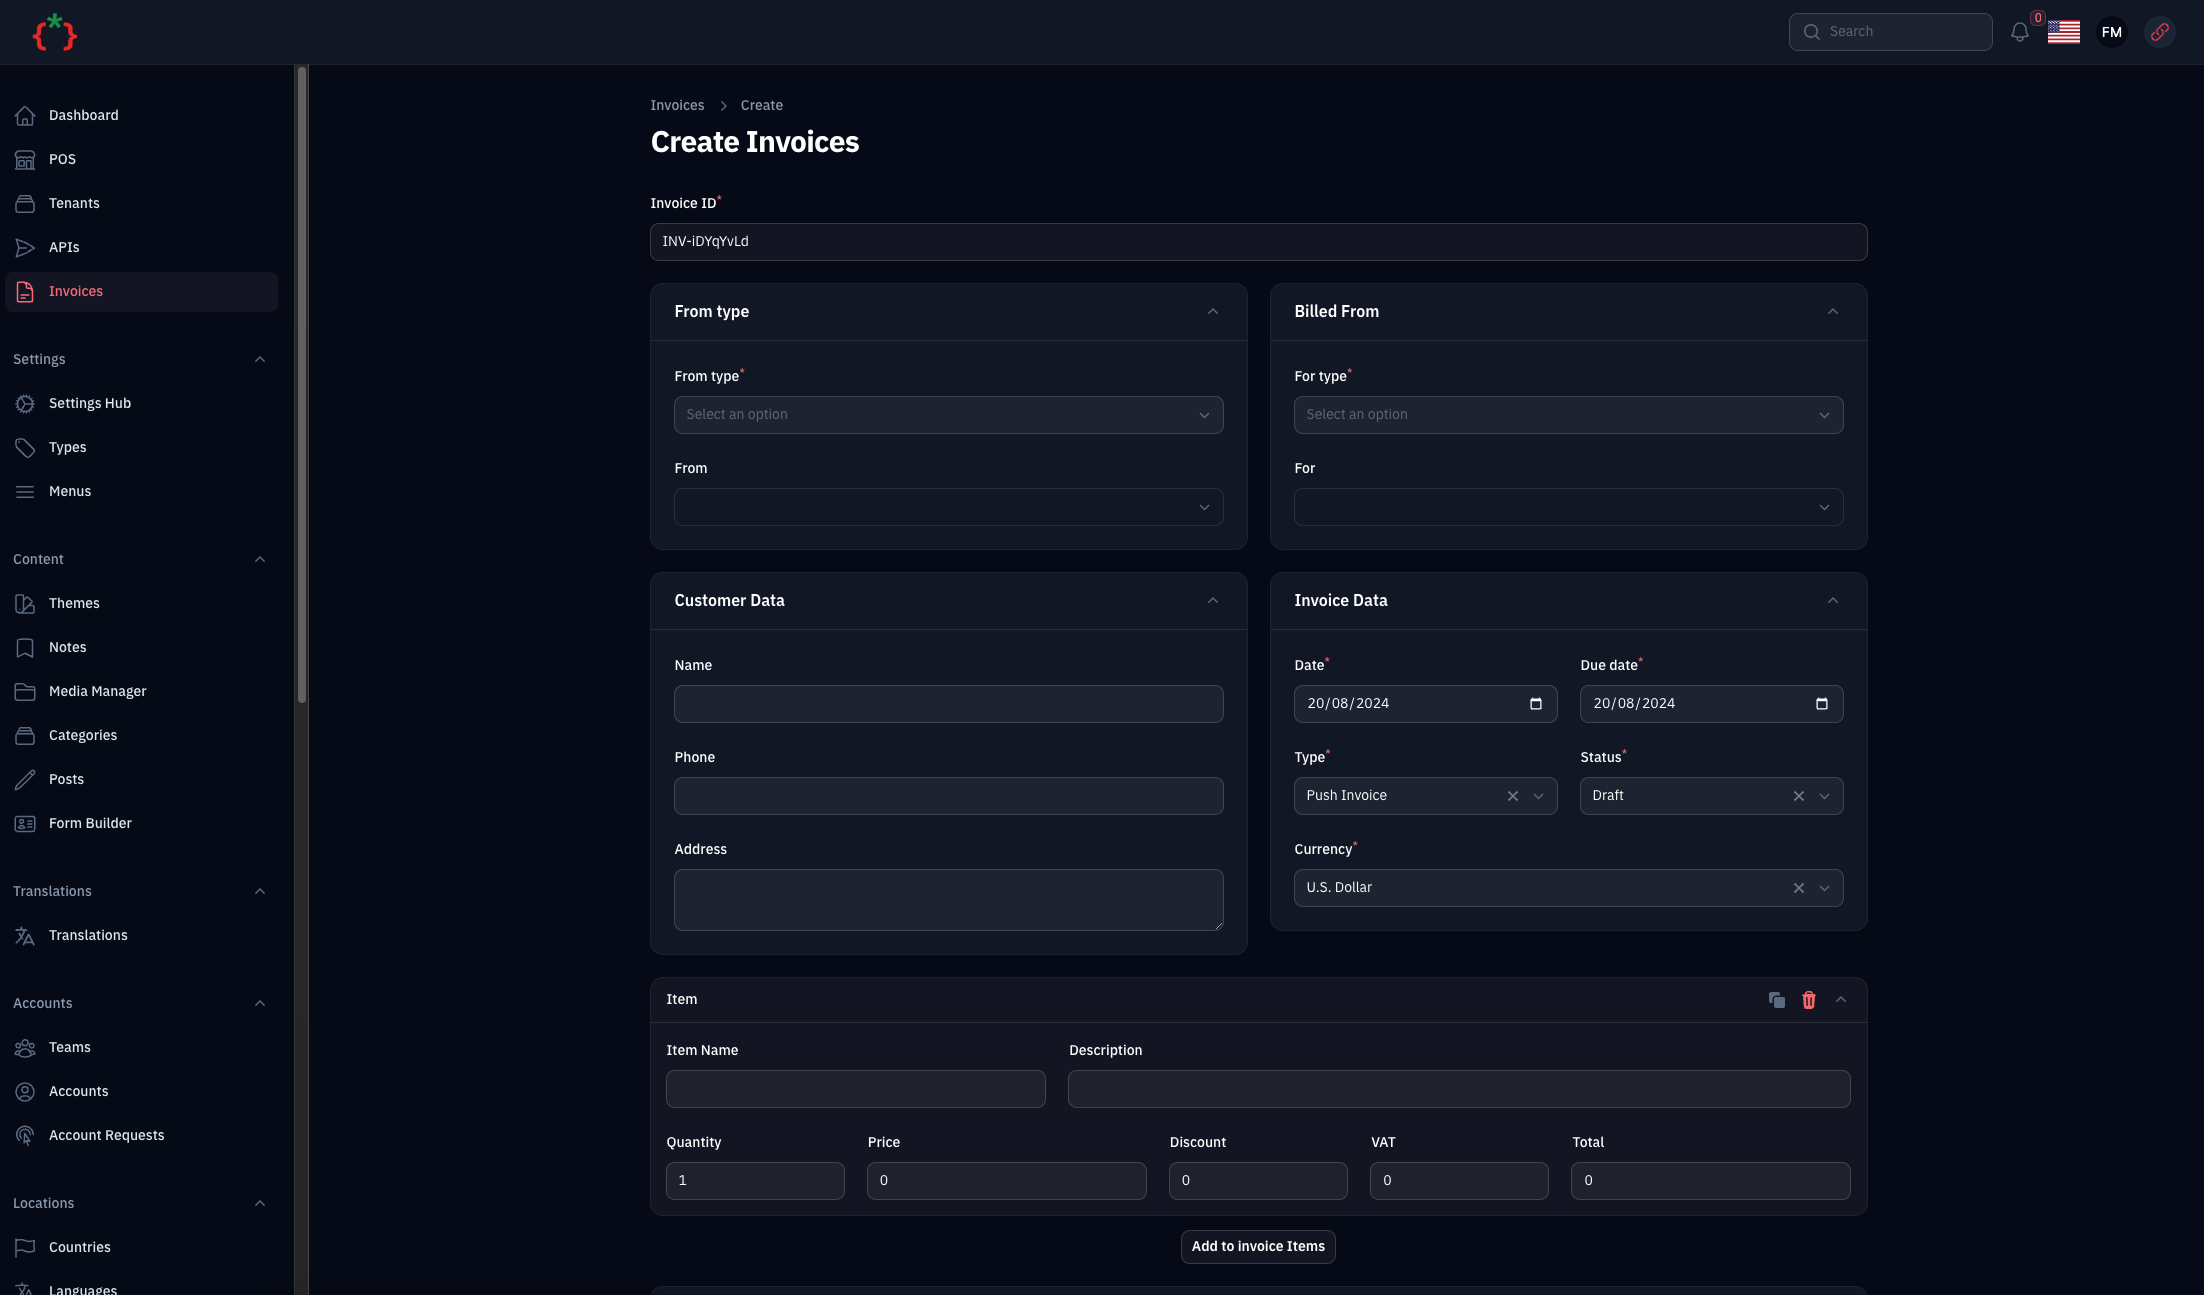 {*}
Search
0
FM
Dashboard
POS
Tenants
APIs
Invoices
Settings
Settings Hub
Types
Menus
Content
Themes
Notes
Media Manager
Categories
Posts
Form Builder
Translations
Translations
Accounts
Teams
Accounts
Account Requests
Locations
Countries
Languages
Invoices > Create
Create Invoices
Invoice ID*
INV-iDYqYvLd
From type
From type*
Select an option
From
Billed From
For type*
Select an option
For
Customer Data
Name
Phone
Address
Invoice Data
Date* Due date*
20/08/2024 20/08/2024
Type* Status*
Push Invoice Draft
Currency*
U.S. Dollar
Item
Item Name Description
Quantity Price Discount VAT Total
1 0 0 0 0
Add to invoice Items